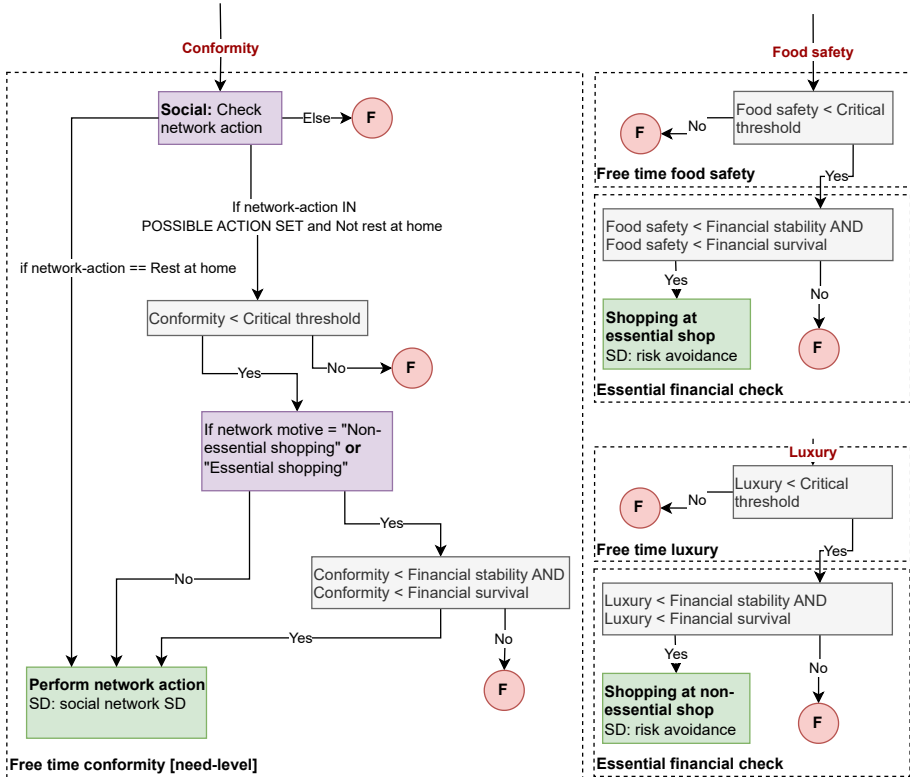 Conformity
Social: Check
network action
Else
F
If network-action IN
POSSIBLE ACTION SET and Not rest at home
if network-action == Rest at home
Conformity < Critical threshold
Yes
No
F
If network motive = "Non-
essential shopping" or
"Essential shopping"
No
Yes
Conformity < Financial stability AND
Conformity < Financial survival
Yes
No
F
Perform network action
SD: social network SD
Free time conformity [need-level]
Food safety
Food safety < Critical
threshold
No
F
Yes
Free time food safety
Food safety < Financial stability AND
Food safety < Financial survival
Yes
No
Shopping at
essential shop
SD: risk avoidance
F
Essential financial check
Luxury
Luxury < Critical
threshold
No
F
Yes
Free time luxury
Luxury < Financial stability AND
Luxury < Financial survival
Yes
No
Shopping at non-
essential shop
SD: risk avoidance
F
Essential financial check